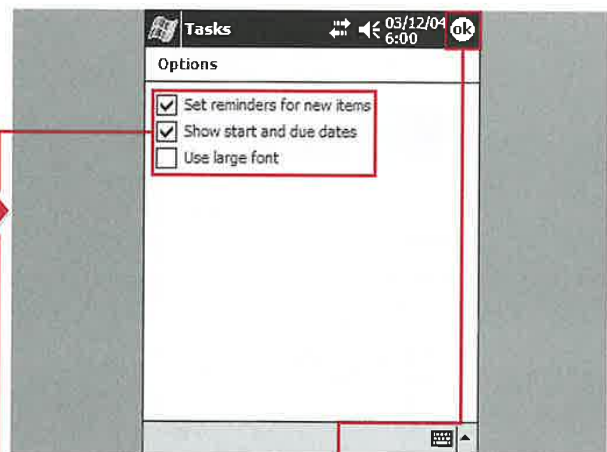 Tasks
03/12/04
6:00
ok
Options
Set reminders for new items
Show start and due dates
Use large font